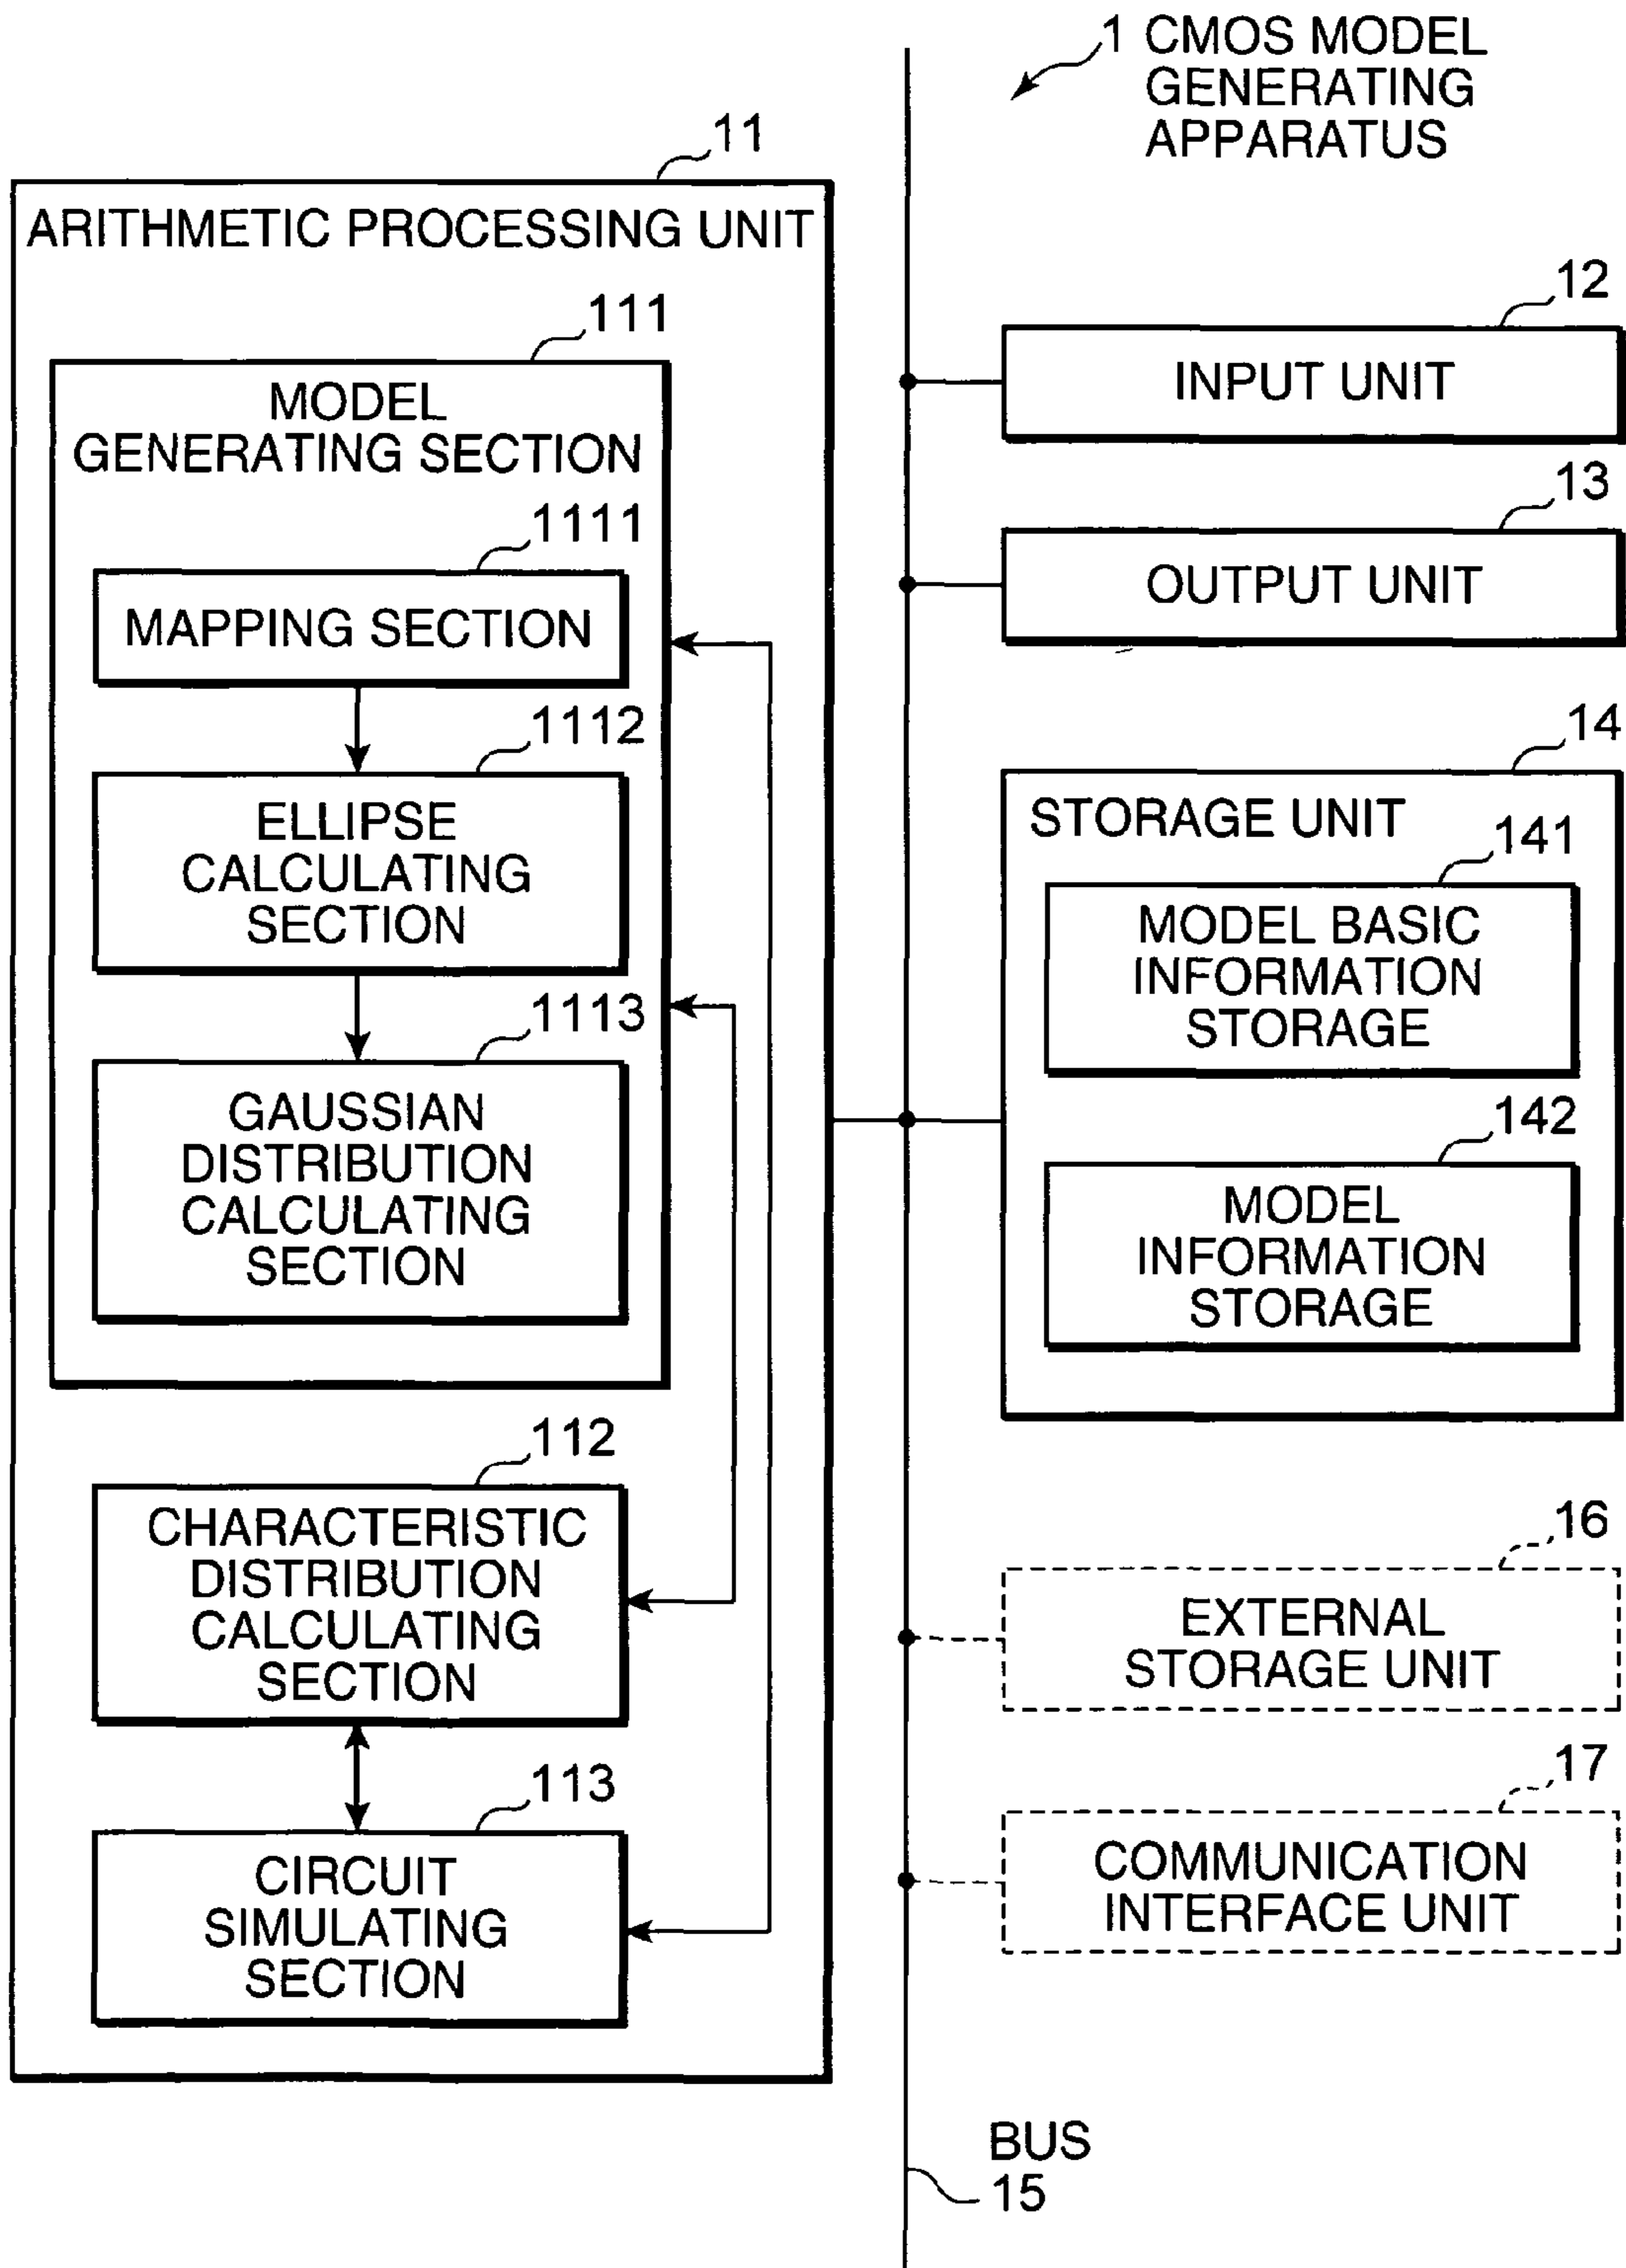 1 CMOS MODEL
GENERATING
APPARATUS
11
ARITHMETIC PROCESSING UNIT
111
MODEL
GENERATING SECTION
1111
MAPPING SECTION
1112
ELLIPSE
CALCULATING
SECTION
1113
GAUSSIAN
DISTRIBUTION
CALCULATING
SECTION
112
CHARACTERISTIC
DISTRIBUTION
CALCULATING
SECTION
113
CIRCUIT
SIMULATING
SECTION
12
INPUT UNIT
13
OUTPUT UNIT
14
STORAGE UNIT
141
MODEL BASIC
INFORMATION
STORAGE
142
MODEL
INFORMATION
STORAGE
16
EXTERNAL
STORAGE UNIT
17
COMMUNICATION
INTERFACE UNIT
BUS
15